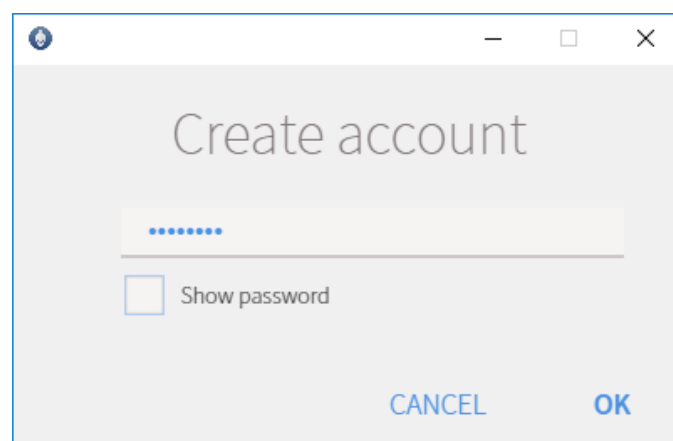 Create account
••••••••
Show password
CANCEL OK